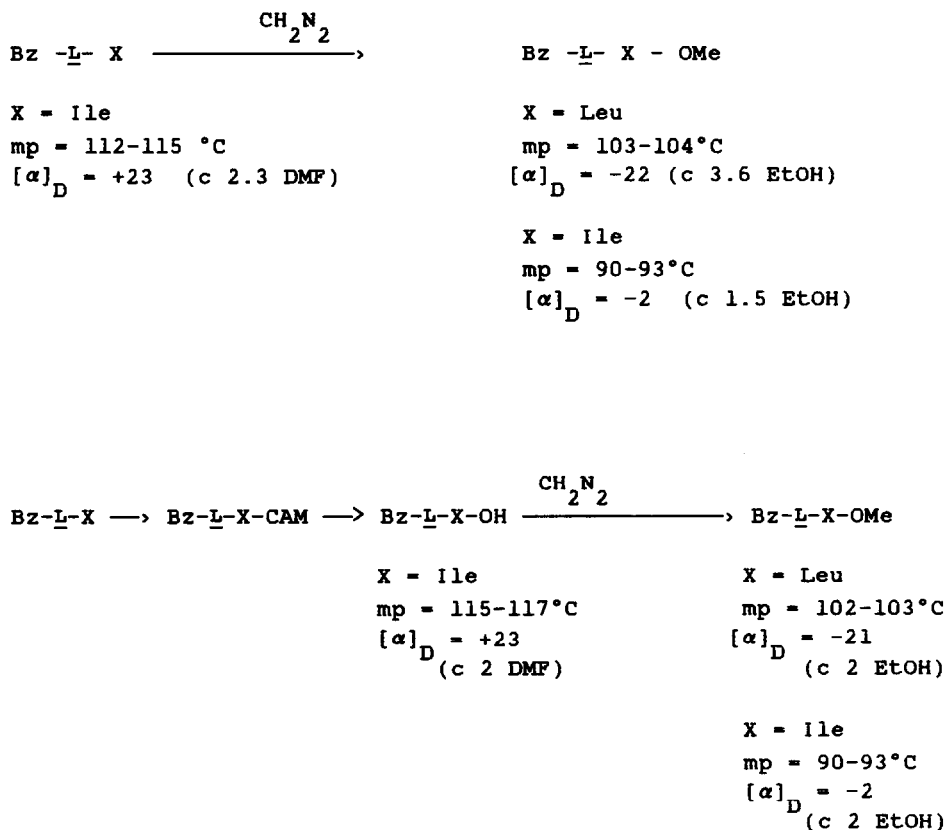 CH2N2
Bz -L- X ⟶ Bz -L- X - OMe
X = Ile
mp = 112-115 °C
[α]D = +23 (c 2.3 DMF)
X = Leu
mp = 103-104°C
[α]D = -22 (c 3.6 EtOH)
X = Ile
mp = 90-93°C
[α]D = -2 (c 1.5 EtOH)
CH2N2
Bz-L-X ⟶ Bz-L-X-CAM ⟶ Bz-L-X-OH ⟶ Bz-L-X-OMe
X = Ile
mp = 115-117°C
[α]D = +23
(c 2 DMF)
X = Leu
mp = 102-103°C
[α]D = -21
(c 2 EtOH)
X = Ile
mp = 90-93°C
[α]D = -2
(c 2 EtOH)